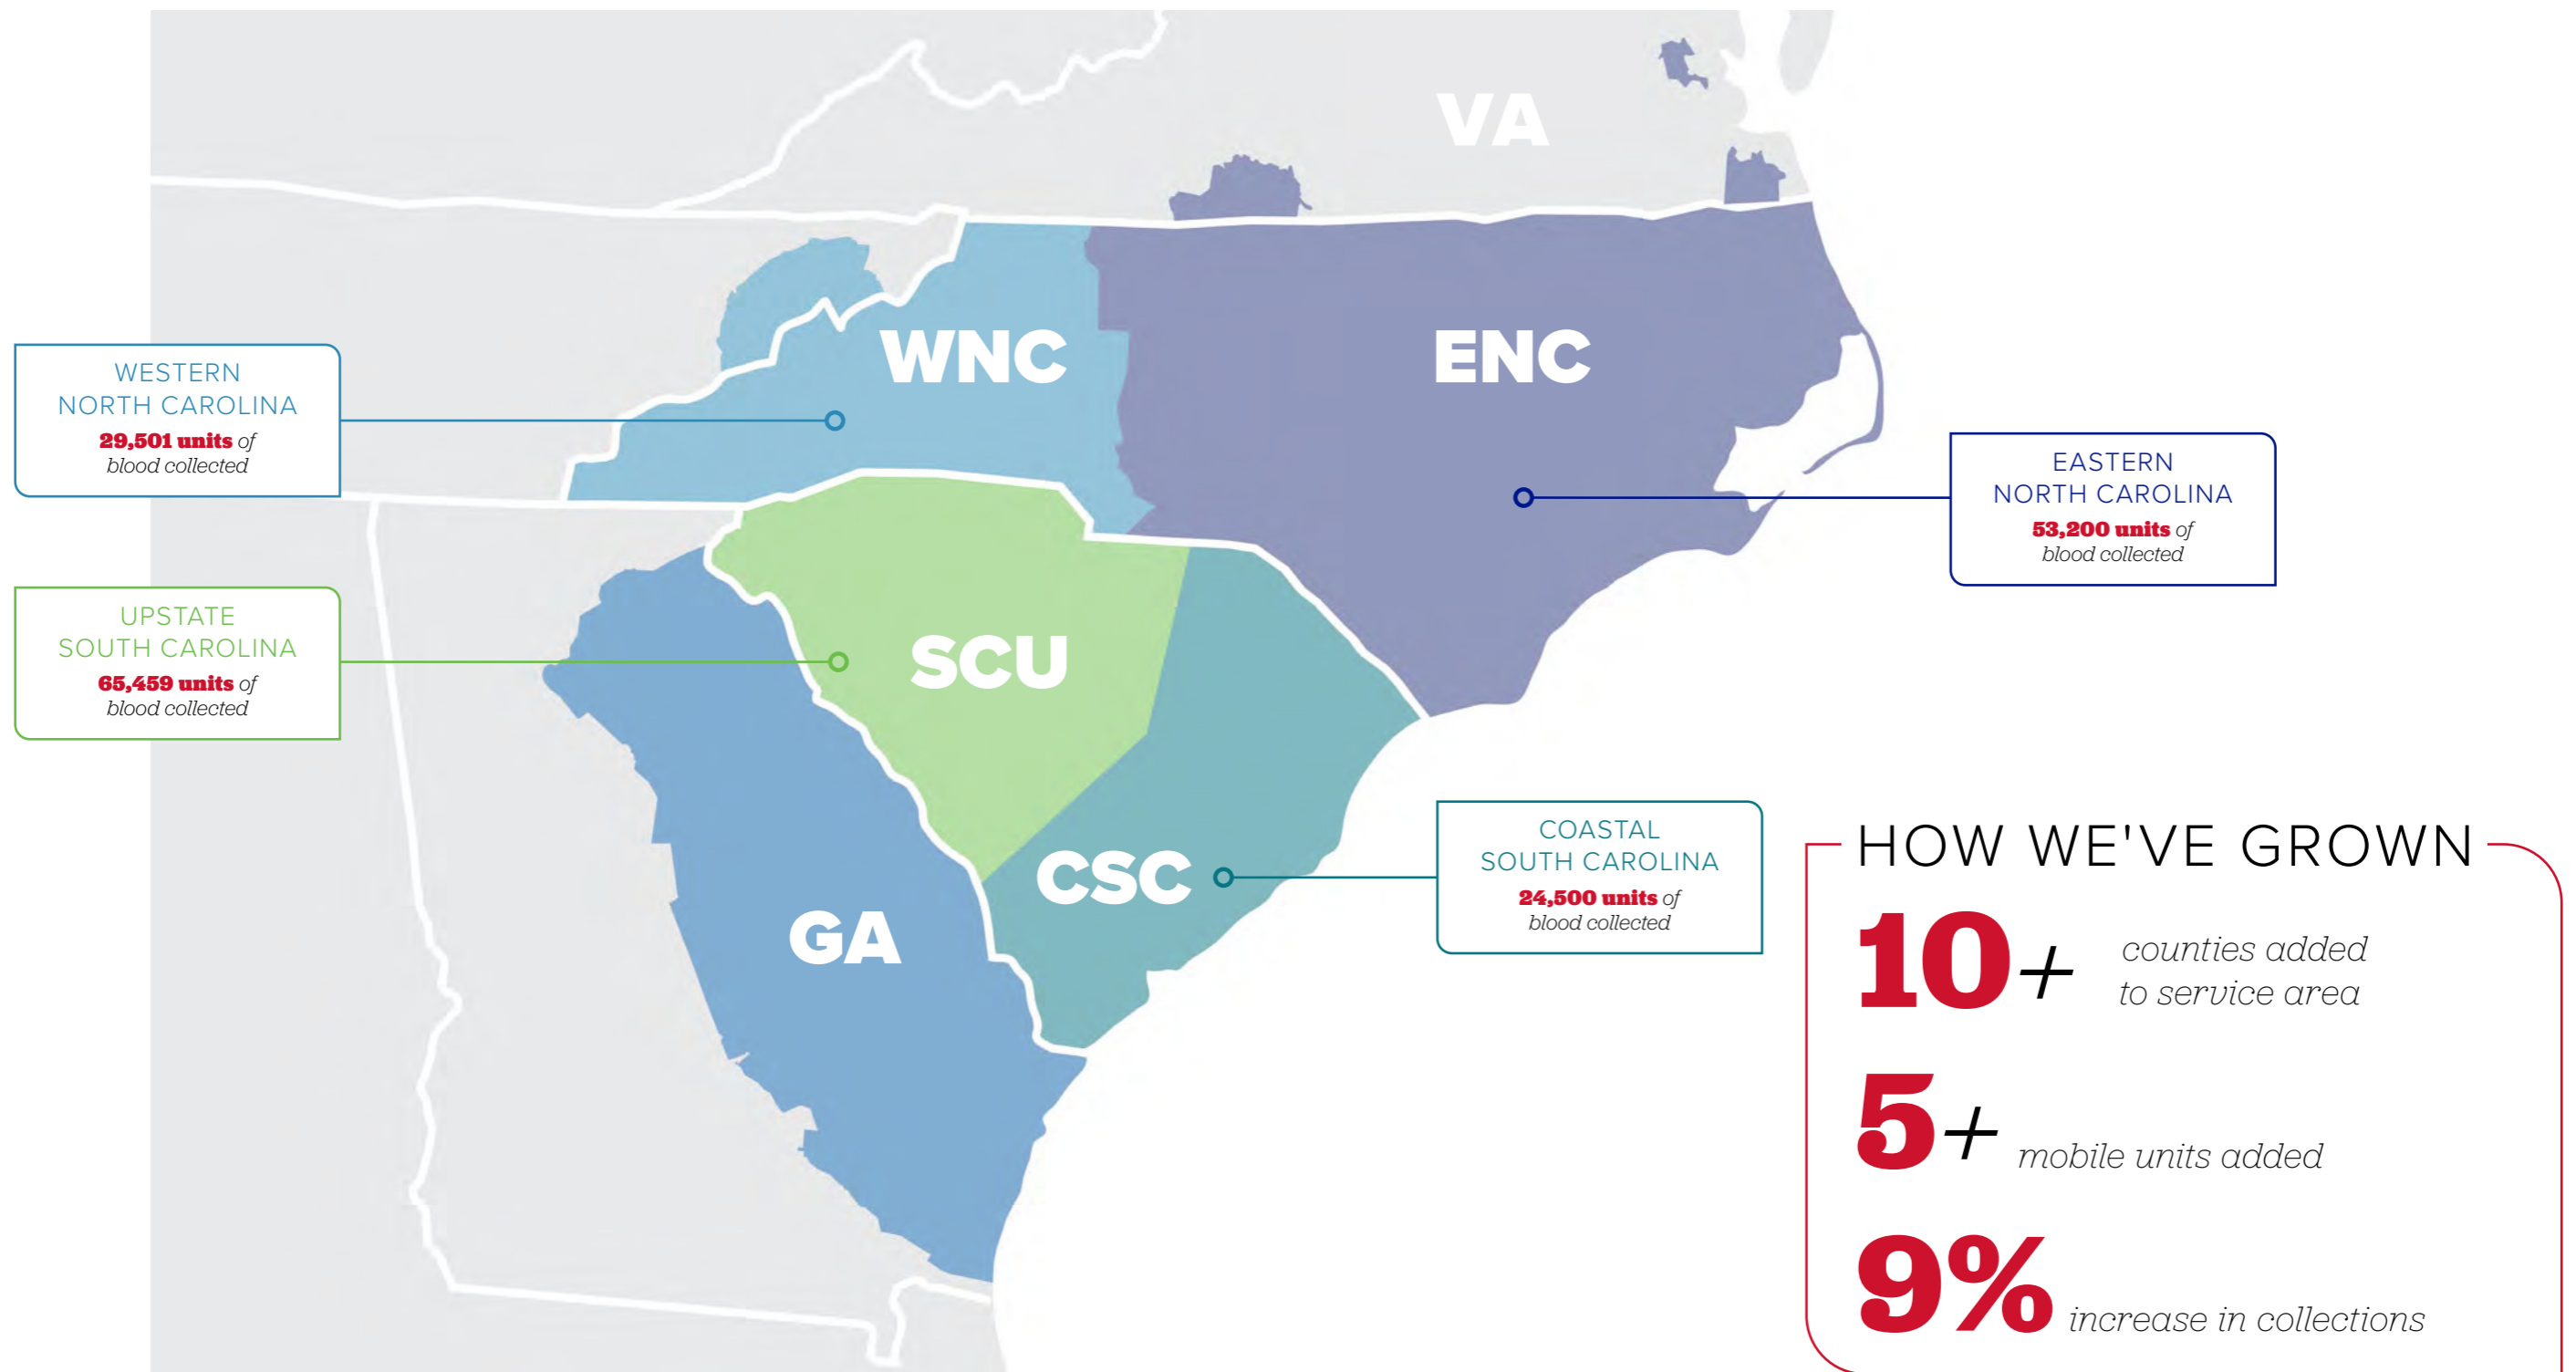 VA
WNC
ENC
WESTERN
NORTH CAROLINA
29,501 units of
blood collected
EASTERN
NORTH CAROLINA
53,200 units of
blood collected
UPSTATE
SOUTH CAROLINA
65,459 units of
blood collected
SCU
COASTAL
SOUTH CAROLINA
24,500 units of
blood collected
CSC
GA
HOW WE'VE GROWN
10+ counties added
to service area
5+ mobile units added
9% increase in collections